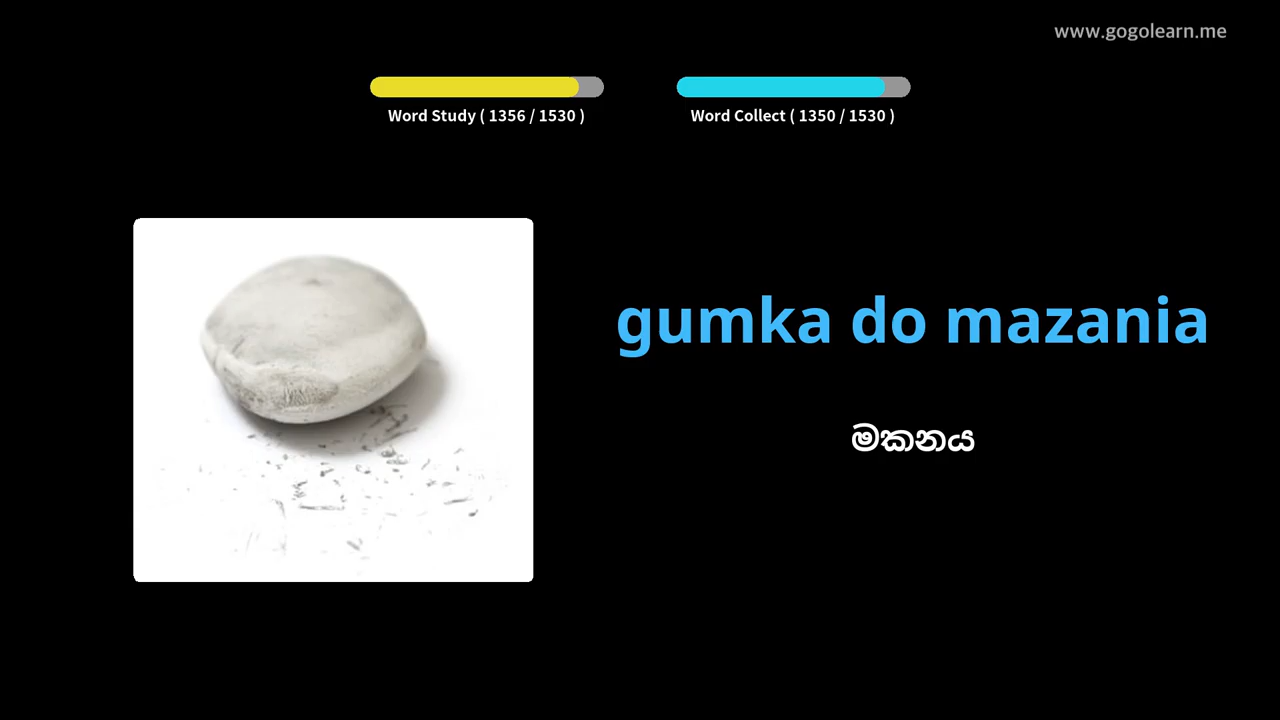 www.gogolearn.me
Word Study ( 1356 / 1530 )
Word Collect ( 1350 / 1530 )
gumka do mazania
මකනය